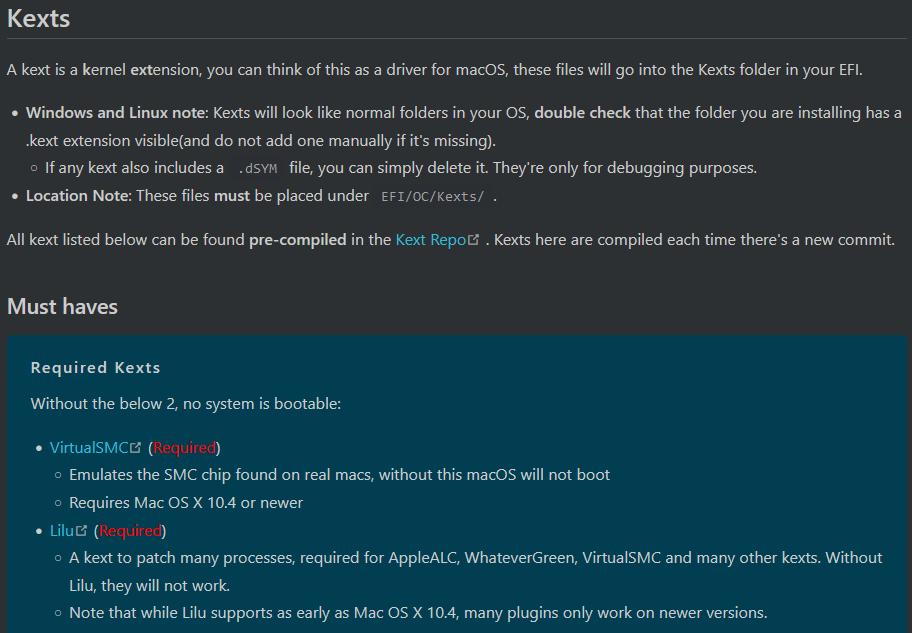 Kexts
A kext is a kernel extension, you can think of this as a driver for macOS, these files will go into the Kexts folder in your EFI.
• Windows and Linux note: Kexts will look like normal folders in your OS, double check that the folder you are installing has a
.kext extension visible(and do not add one manually if it's missing).
○ If any kext also includes a .dSYM file, you can simply delete it. They're only for debugging purposes.
• Location Note: These files must be placed under EFI/OC/Kexts/ .
All kext listed below can be found pre-compiled in the Kext Repo . Kexts here are compiled each time there's a new commit.
Must haves
Required Kexts
Without the below 2, no system is bootable:
• VirtualSMC (Required)
○ Emulates the SMC chip found on real macs, without this macOS will not boot
○ Requires Mac OS X 10.4 or newer
• Lilu (Required)
○ A kext to patch many processes, required for AppleALC, WhateverGreen, VirtualSMC and many other kexts. Without
Lilu, they will not work.
○ Note that while Lilu supports as early as Mac OS X 10.4, many plugins only work on newer versions.